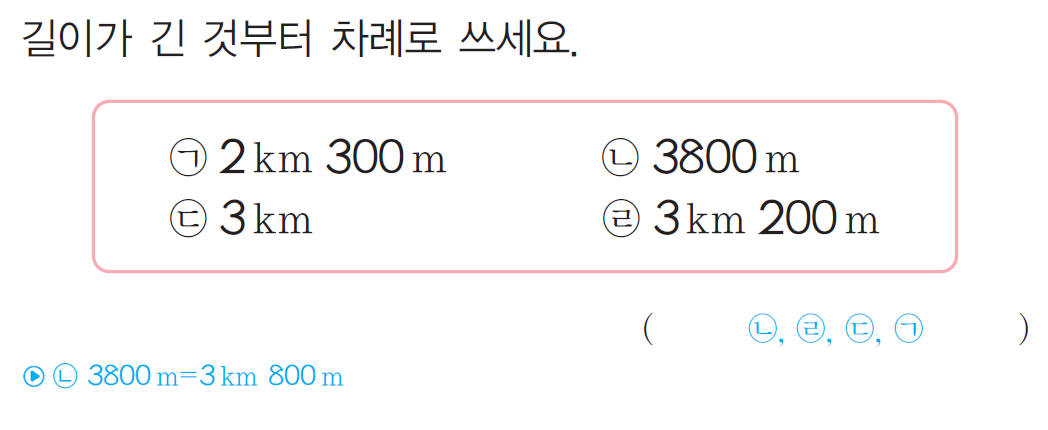 길이가 긴 것부터 차례로 쓰세요.
㉠ 2 km 300 m ㉡ 3800 m
㉢ 3 km ㉣ 3 km 200 m
( ㉡, ㉣, ㉢, ㉠ )
▶ ㉡ 3800 m=3 km 800 m